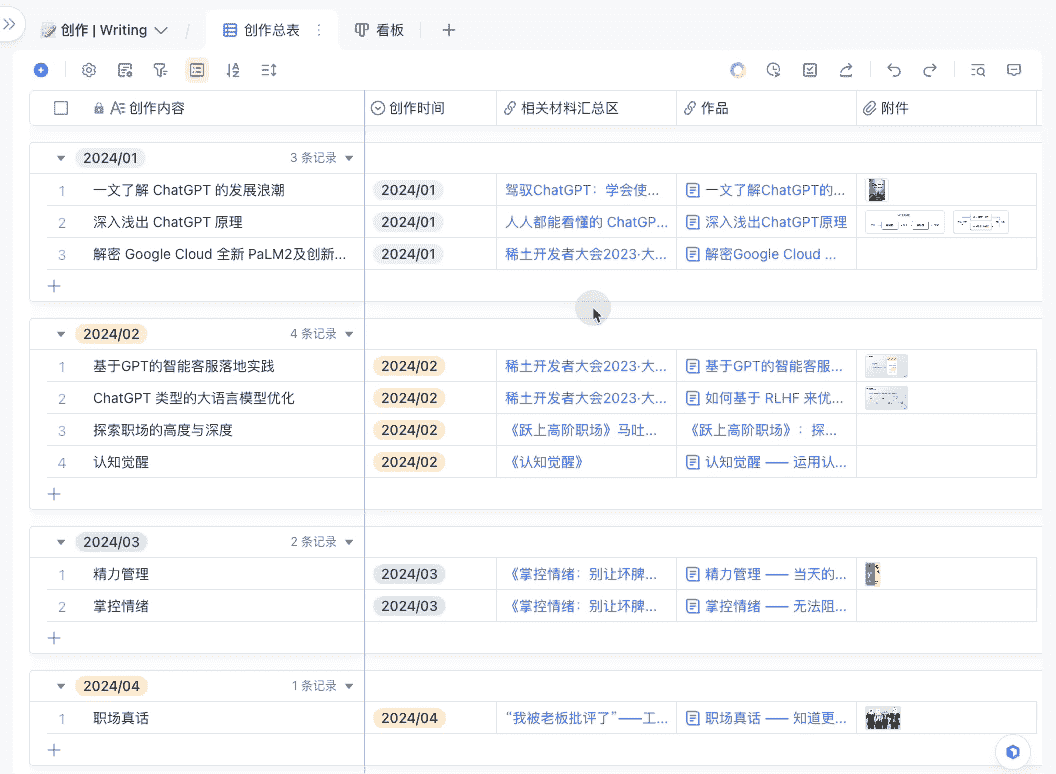 创作 | Writing
创作总表
看板
创作内容 创作时间 相关材料汇总区 作品 附件
2024/01 3 条记录
1 一文了解 ChatGPT 的发展浪潮 2024/01 驾驭ChatGPT：学会使... 一文了解ChatGPT的...
2 深入浅出 ChatGPT 原理 2024/01 人人都能看懂的 ChatGP... 深入浅出ChatGPT原理
3 解密 Google Cloud 全新 PaLM2及创新... 2024/01 稀土开发者大会2023·大... 解密Google Cloud ...
2024/02 4 条记录
1 基于GPT的智能客服落地实践 2024/02 稀土开发者大会2023·大... 基于GPT的智能客服...
2 ChatGPT 类型的大语言模型优化 2024/02 稀土开发者大会2023·大... 如何基于 RLHF 来优...
3 探索职场的高度与深度 2024/02 《跃上高阶职场》马吐... 《跃上高阶职场》：探...
4 认知觉醒 2024/02 《认知觉醒》 认知觉醒 —— 运用认...
2024/03 2 条记录
1 精力管理 2024/03 《掌控情绪：别让坏脾... 精力管理 —— 当天的...
2 掌控情绪 2024/03 《掌控情绪：别让坏脾... 掌控情绪 —— 无法阻...
2024/04 1 条记录
1 职场真话 2024/04 “我被老板批评了”——工... 职场真话 —— 知道更...